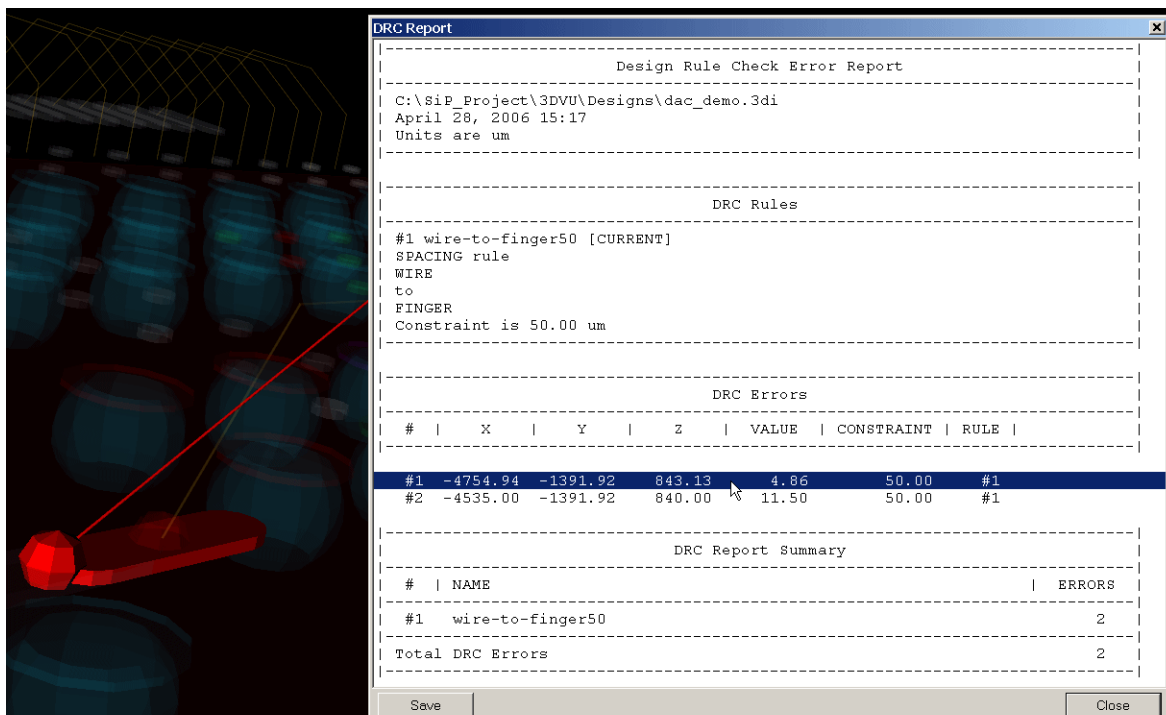 DRC Report
Design Rule Check Error Report
C:\SiP_Project\3DVU\Designs\dac_demo.3di
April 28, 2006 15:17
Units are um
DRC Rules
#1 wire-to-finger50 [CURRENT]
SPACING rule
WIRE
to
FINGER
Constraint is 50.00 um
DRC Errors
# | X | Y | Z | VALUE | CONSTRAINT | RULE |
#1 -4754.94 -1391.92 843.13 4.86 50.00 #1
#2 -4535.00 -1391.92 840.00 11.50 50.00 #1
DRC Report Summary
# | NAME | ERRORS
#1 wire-to-finger50 2
Total DRC Errors 2
Save Close